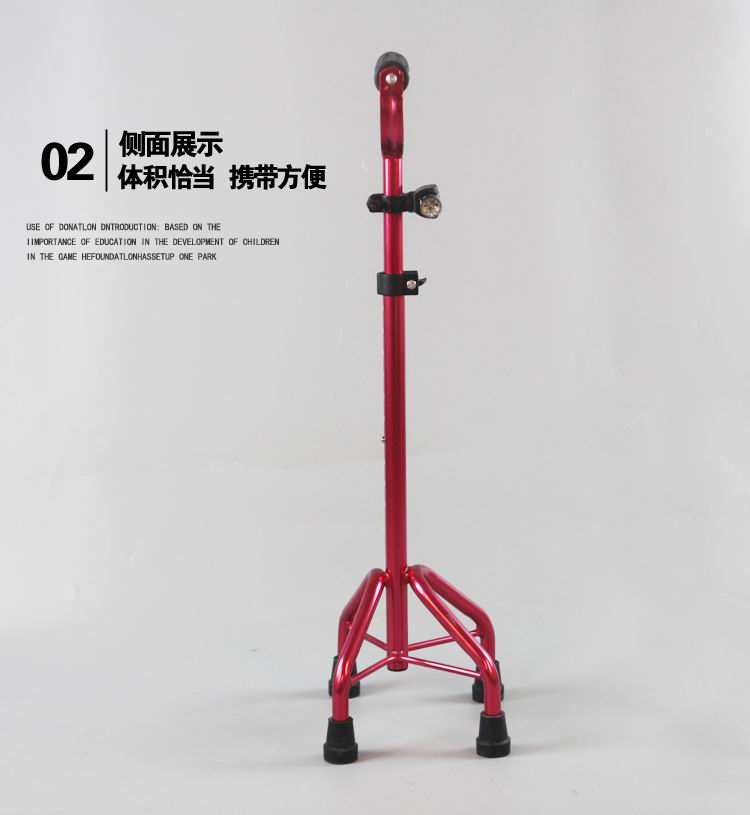 02
侧面展示
体积恰当 携带方便
USE OF DONATLON DNTRODUCTION: BASED ON THE
IIMPORTANCE OF EDUCATION IN THE DEVELOPMENT OF CHILDREN
IN THE GAME HEFOUNDATLONHASSETUP ONE PARK